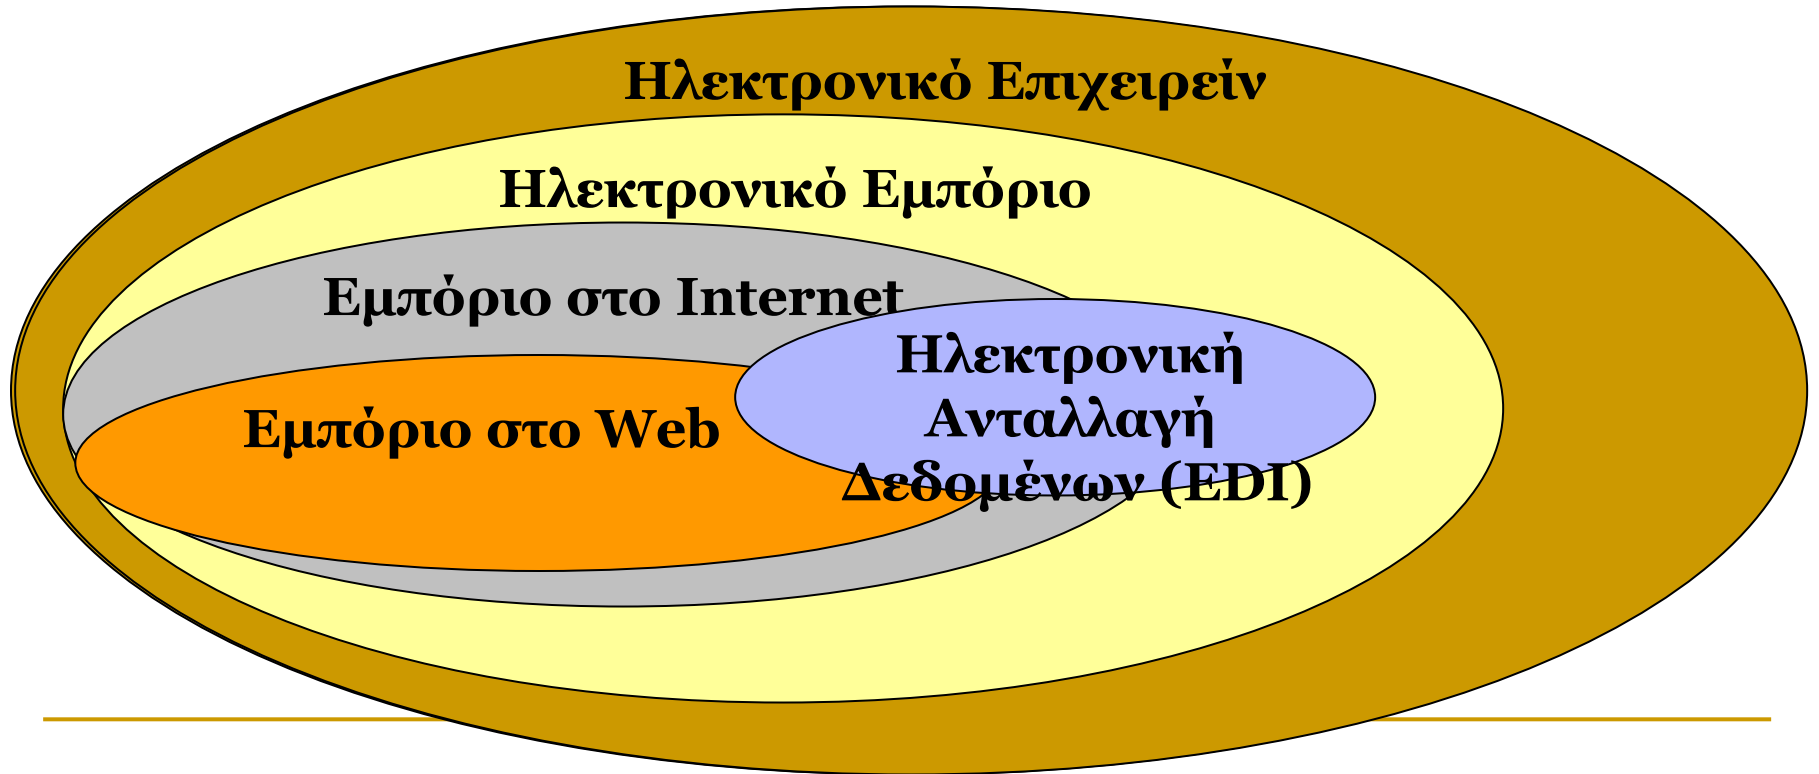 Ηλεκτρονικό Επιχειρείν
Ηλεκτρονικό Εμπόριο
Εμπόριο στο Internet
Εμπόριο στο Web
Ηλεκτρονική
Ανταλλαγή
Δεδομένων (EDI)